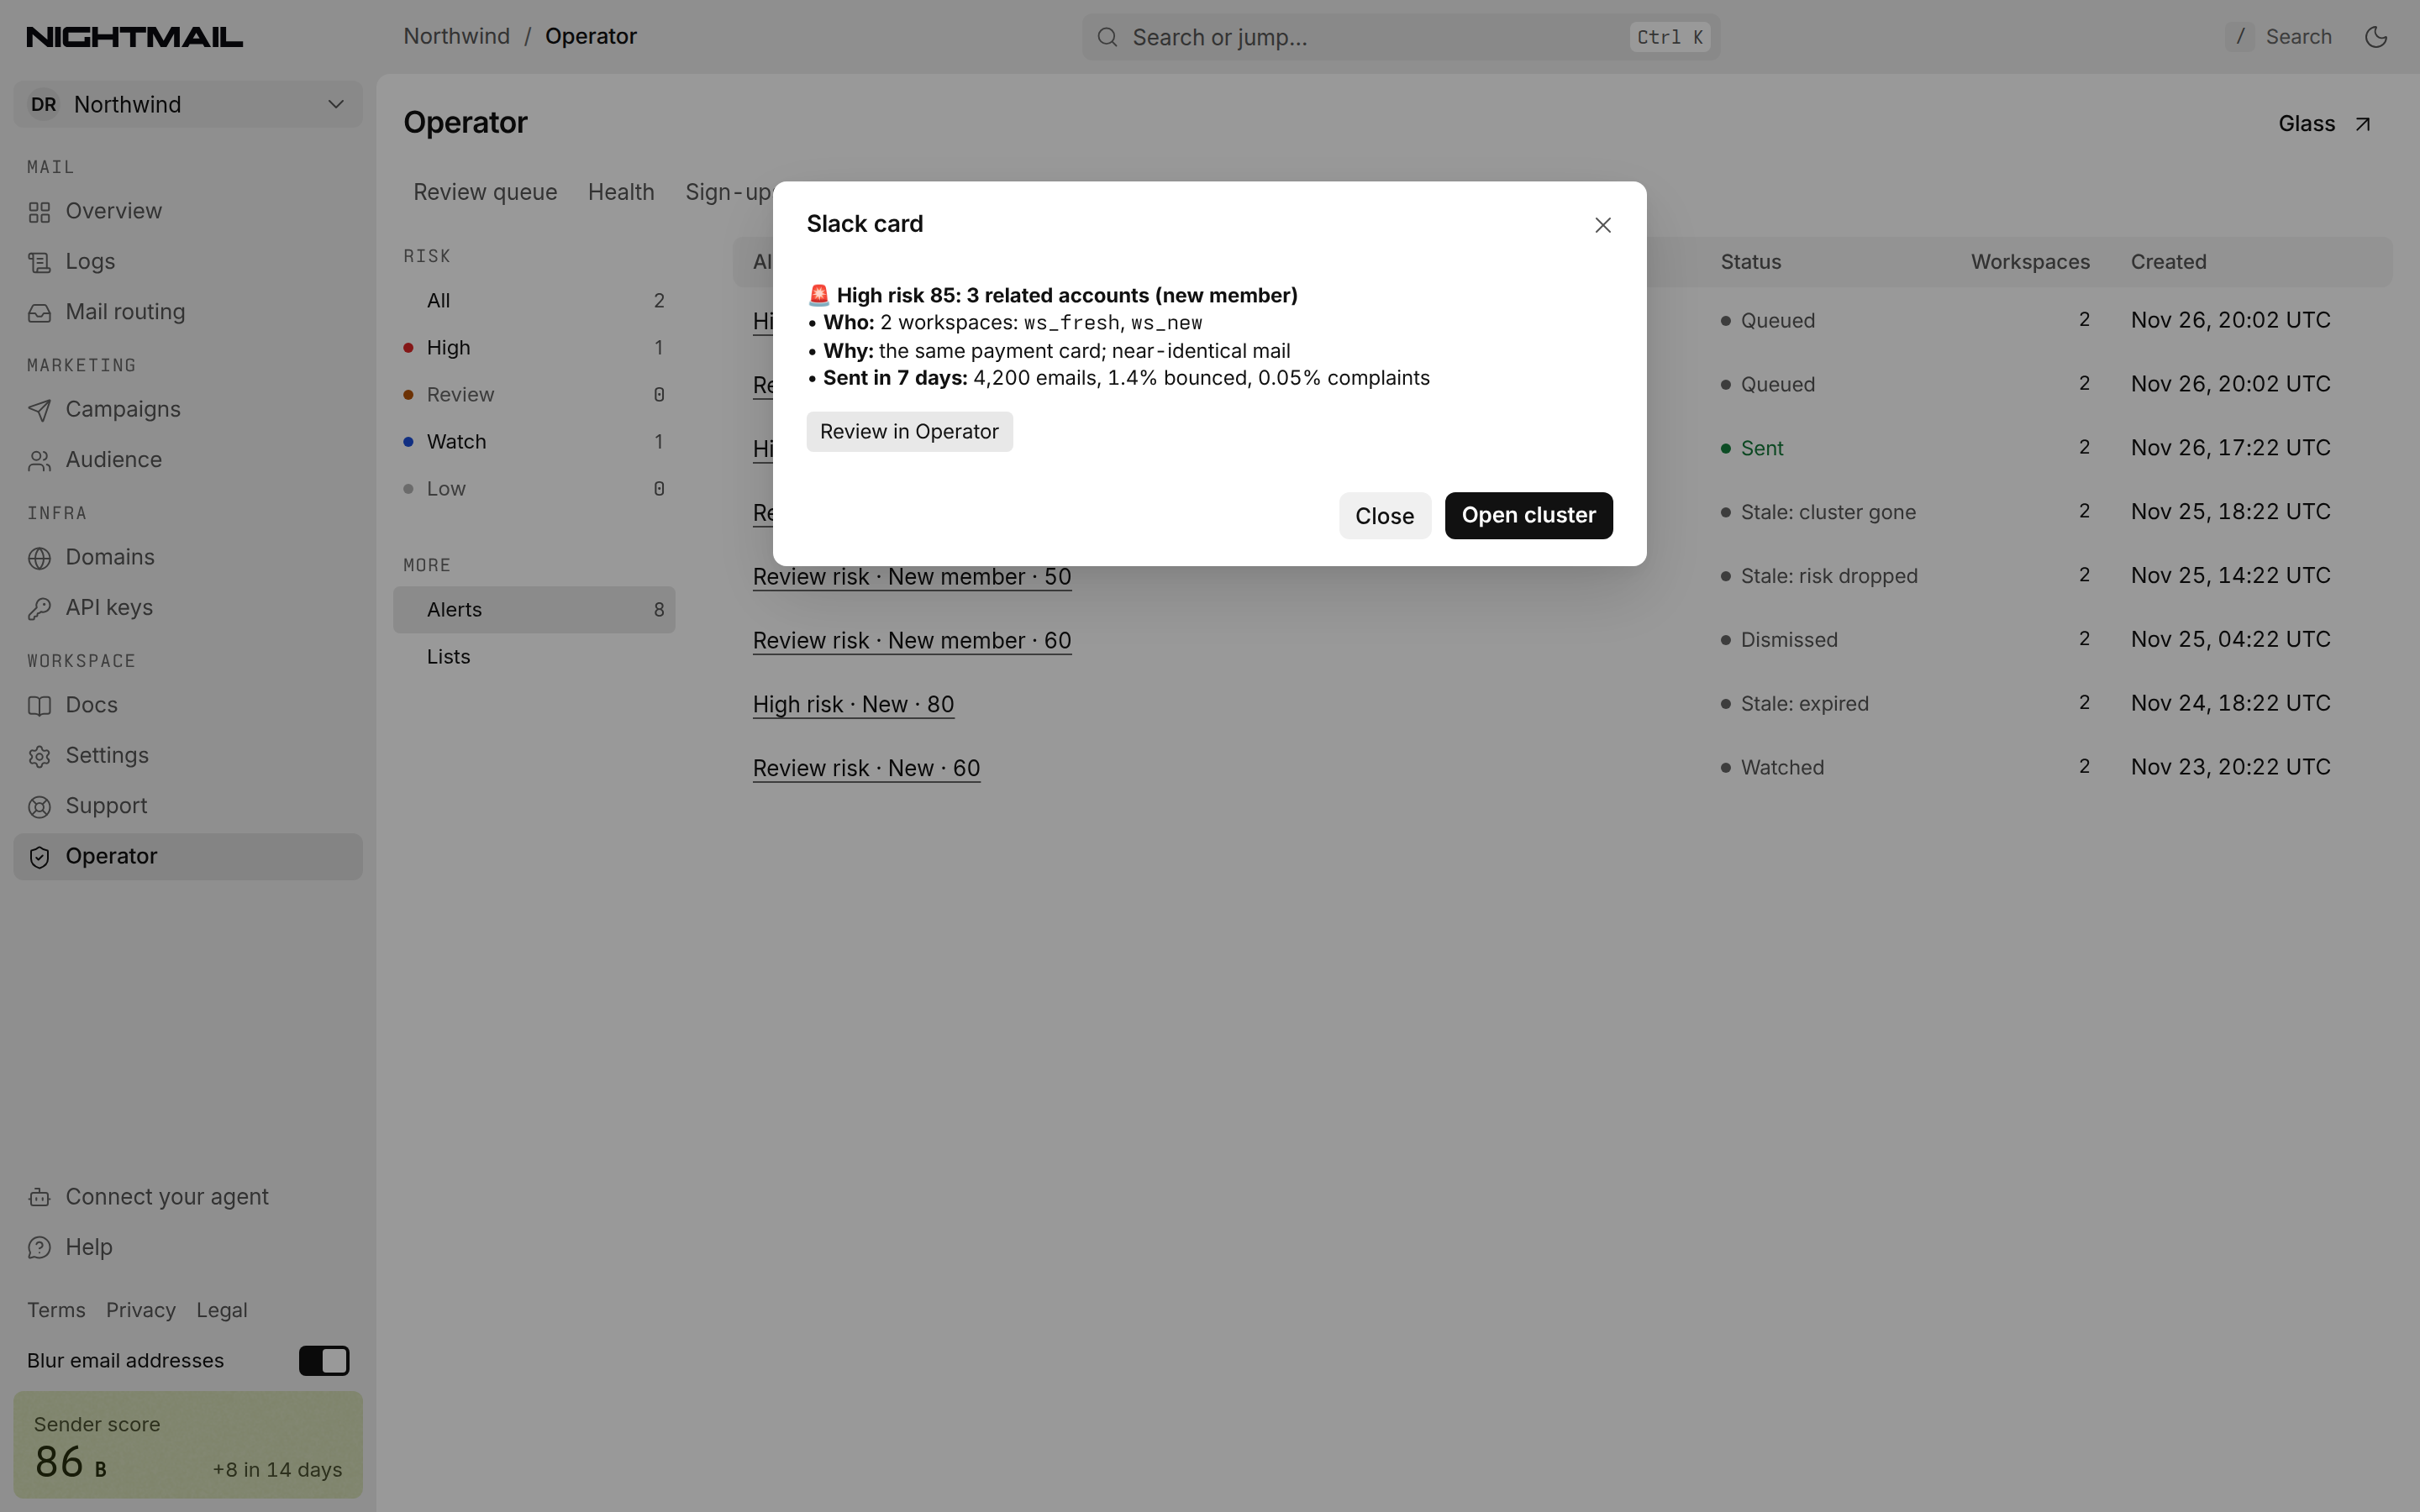 NIGHTMAIL
Northwind / Operator
Search or jump...
Ctrl K
/ Search
DR Northwind
MAIL
Overview
Logs
Mail routing
MARKETING
Campaigns
Audience
INFRA
Domains
API keys
WORKSPACE
Docs
Settings
Support
Operator
Connect your agent
Help
Terms Privacy Legal
Blur email addresses
Sender score
86 B
+8 in 14 days
Operator
Glass
Review queue Health Sign-up
RISK
All 2
High 1
Review 0
Watch 1
Low 0
MORE
Alerts 8
Lists
Slack card
🚨 High risk 85: 3 related accounts (new member)
• Who: 2 workspaces: ws_fresh, ws_new
• Why: the same payment card; near-identical mail
• Sent in 7 days: 4,200 emails, 1.4% bounced, 0.05% complaints
Review in Operator
Close
Open cluster
Status Workspaces Created
Queued 2 Nov 26, 20:02 UTC
Queued 2 Nov 26, 20:02 UTC
Sent 2 Nov 26, 17:22 UTC
Stale: cluster gone 2 Nov 25, 18:22 UTC
Review risk · New member · 50 Stale: risk dropped 2 Nov 25, 14:22 UTC
Review risk · New member · 60 Dismissed 2 Nov 25, 04:22 UTC
High risk · New · 80 Stale: expired 2 Nov 24, 18:22 UTC
Review risk · New · 60 Watched 2 Nov 23, 20:22 UTC